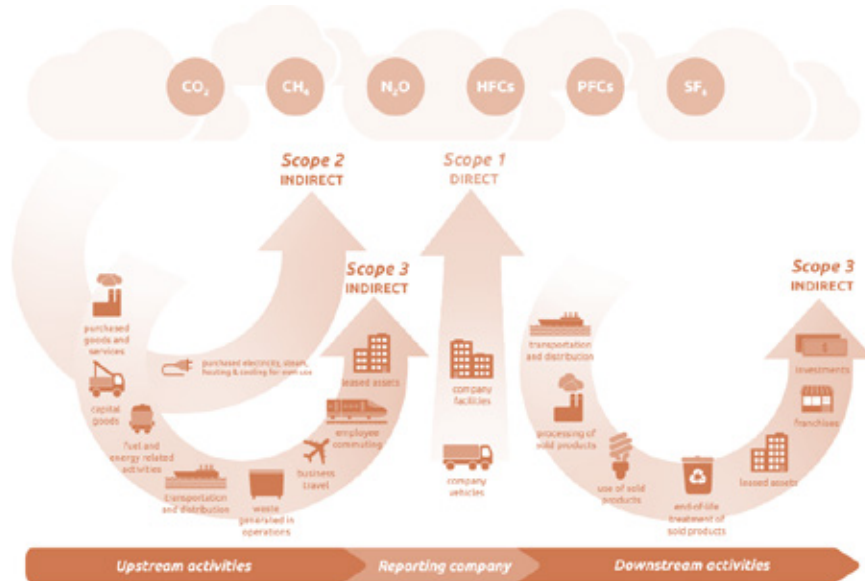 CO₂ CH₄ N₂O HFCs PFCs SF₆
Scope 2
INDIRECT
Scope 1
DIRECT
Scope 3
INDIRECT
Scope 3
INDIRECT
purchased
goods and
services
capital
goods
fuel and
energy related
activities
transportation
and distribution
waste
generated in
operations
business
travel
employee
commuting
leased assets
purchased electricity, steam,
heating & cooling for own use
company
facilities
company
vehicles
transportation
and distribution
processing of
sold products
use of sold
products
end-of-life
treatment of
sold products
leased assets
franchises
investments
$
Upstream activities
Reporting company
Downstream activities